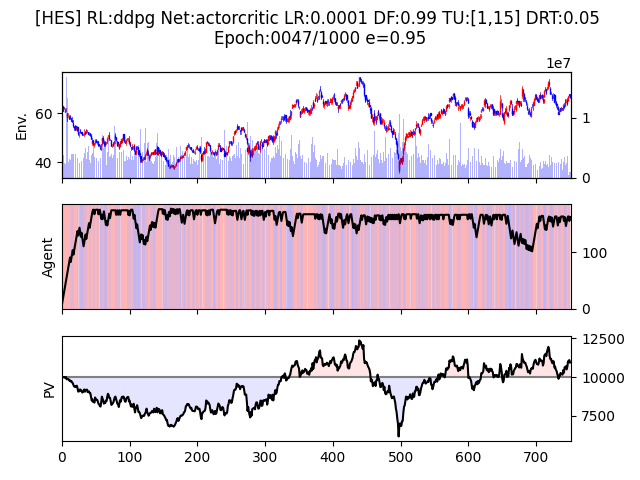 [HES] RL:ddpg Net:actorcritic LR:0.0001 DF:0.99 TU:[1,15] DRT:0.05
Epoch:0047/1000 e=0.95
1e7
Env.
60
40
1
0
Agent
100
0
PV
12500
10000
7500
0 100 200 300 400 500 600 700